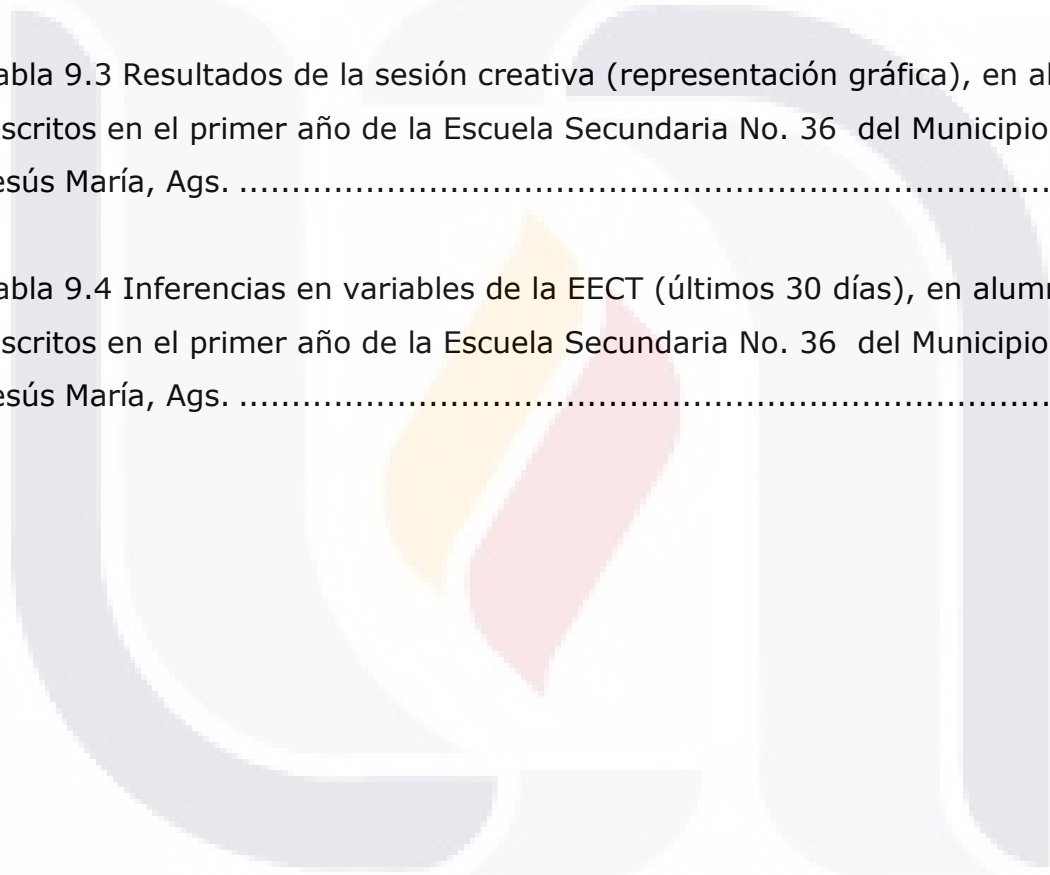 abla 9.3 Resultados de la sesión creativa (representación gráfica), en al
scritos en el primer año de la Escuela Secundaria No. 36  del Municipio
esús María, Ags. ................................................................................
abla 9.4 Inferencias en variables de la EECT (últimos 30 días), en alumn
scritos en el primer año de la Escuela Secundaria No. 36  del Municipio
esús María, Ags. ................................................................................